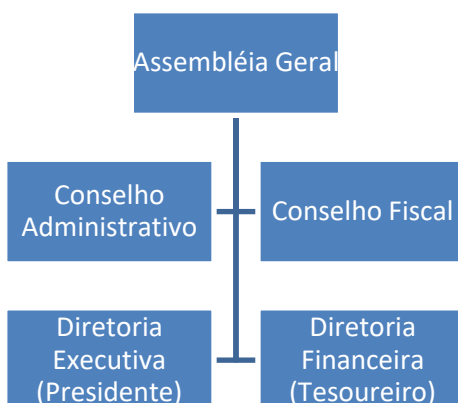 Assembléia Geral
Conselho
Administrativo
Conselho Fiscal
Diretoria
Executiva
(Presidente)
Diretoria
Financeira
(Tesoureiro)